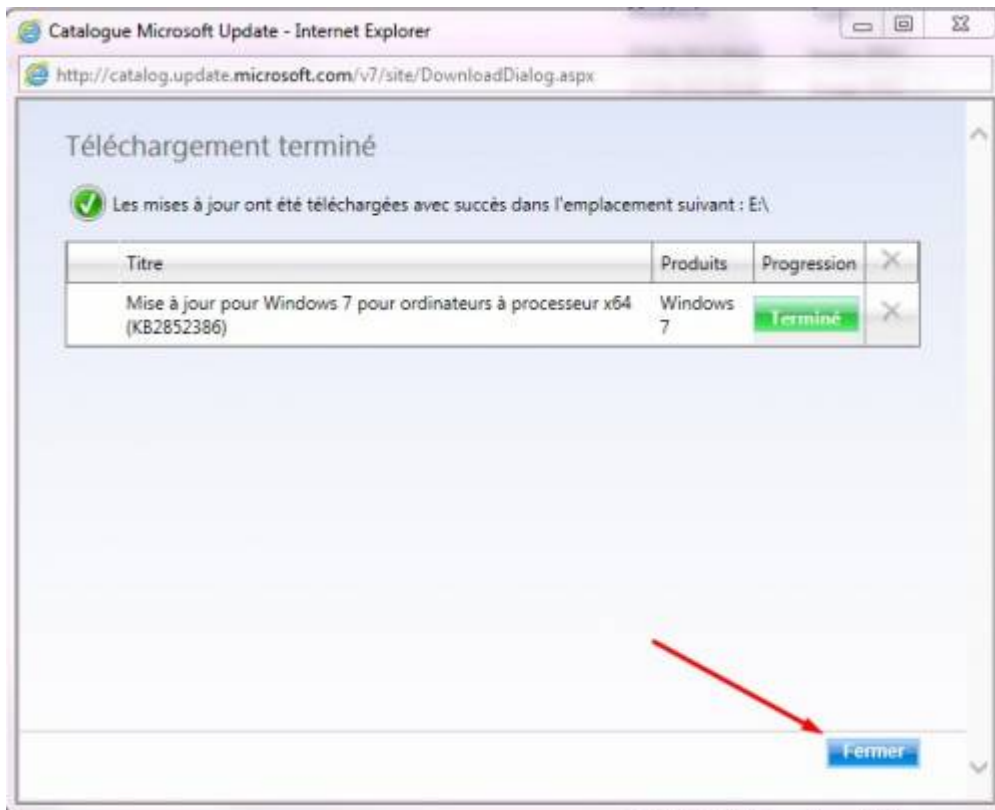 Catalogue Microsoft Update - Internet Explorer
http://catalog.update.microsoft.com/v7/site/DownloadDialog.aspx
Téléchargement terminé
Les mises à jour ont été téléchargées avec succès dans l'emplacement suivant : E:\
Titre Produits Progression
Mise à jour pour Windows 7 pour ordinateurs à processeur x64 Windows
(KB2852386) 7
Terminé
Fermer